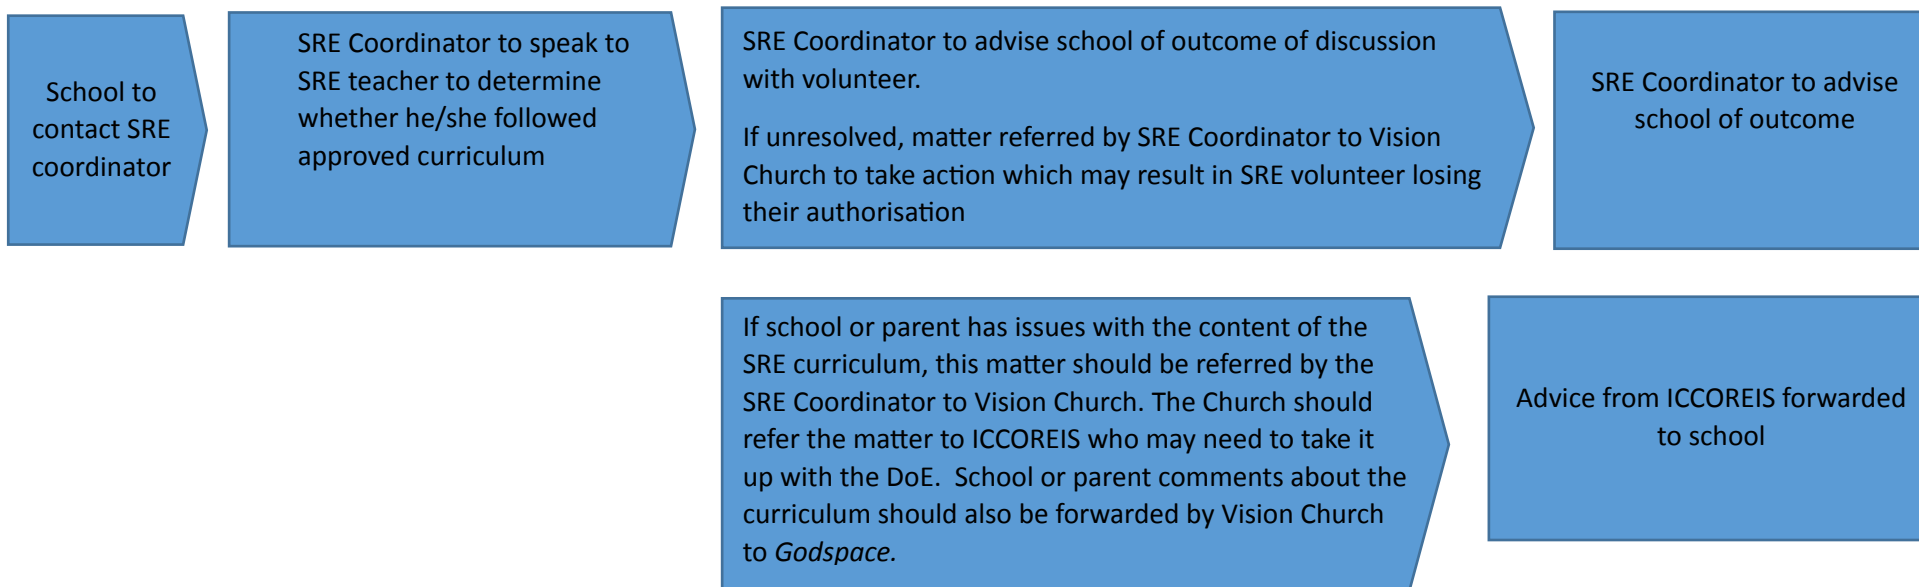 School to
contact SRE
coordinator
SRE Coordinator to speak to
SRE teacher to determine
whether he/she followed
approved curriculum
SRE Coordinator to advise school of outcome of discussion
with volunteer.
If unresolved, matter referred by SRE Coordinator to Vision
Church to take action which may result in SRE volunteer losing
their authorisation
SRE Coordinator to advise
school of outcome
If school or parent has issues with the content of the
SRE curriculum, this matter should be referred by the
SRE Coordinator to Vision Church. The Church should
refer the matter to ICCOREIS who may need to take it
up with the DoE.  School or parent comments about the
curriculum should also be forwarded by Vision Church
to Godspace.
Advice from ICCOREIS forwarded
to school